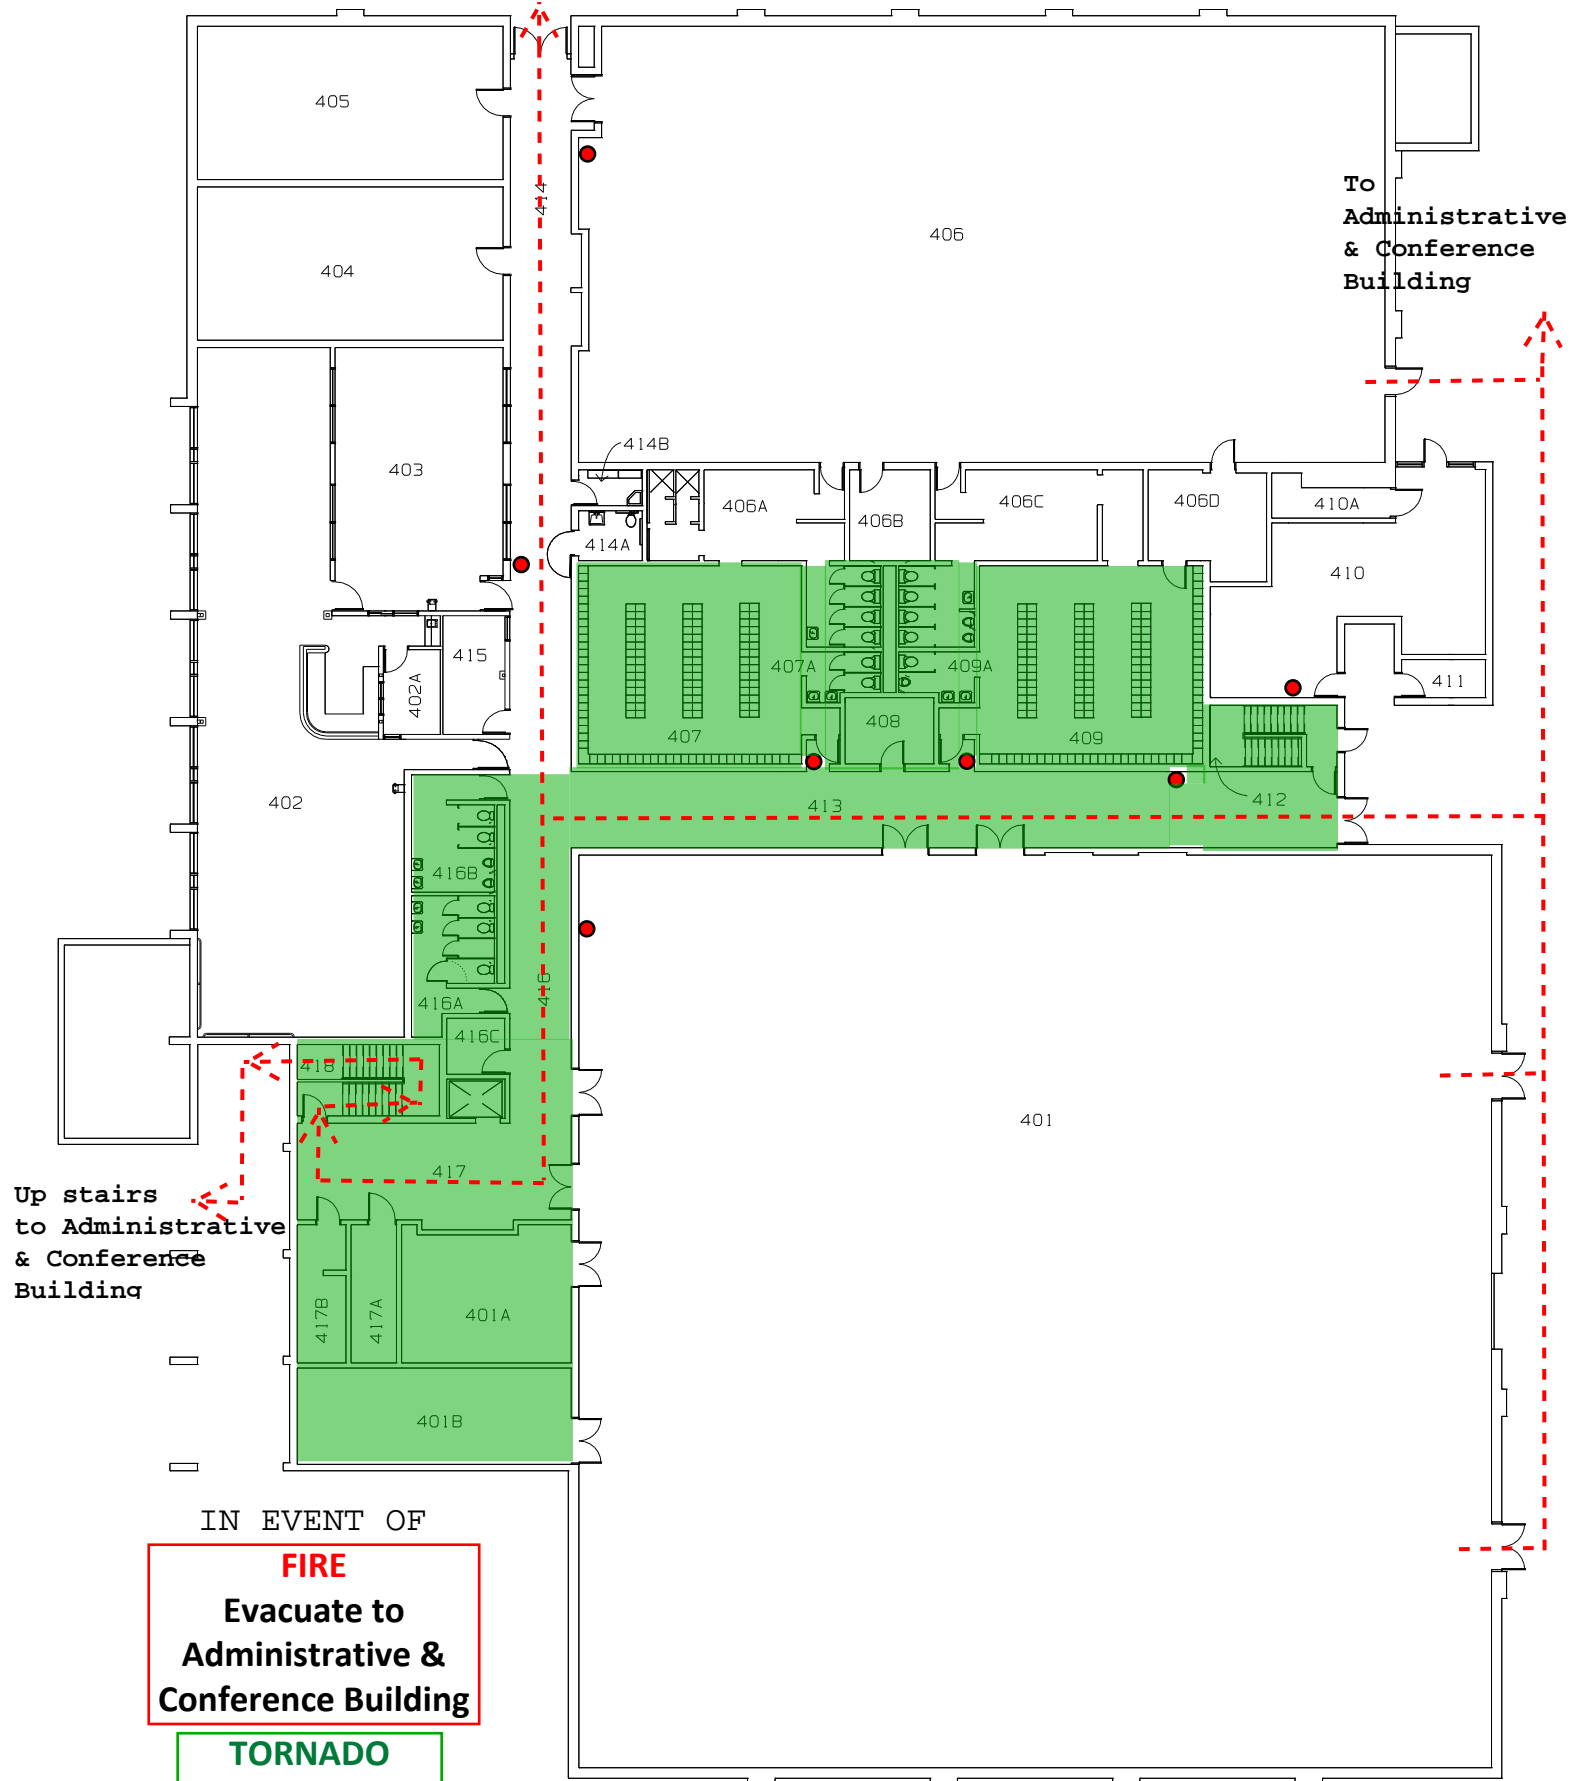 405
414
To
Administrative
& Conference
Building
406
404
414B
403
406A
406B
406C
406D
410A
414A
410
415
402A
407A
409A
411
408
407
409
402
413
412
416B
416
416A
416C
418
401
417
Up stairs
to Administrative
& Conference
Building
417B
417A
401A
401B
IN EVENT OF
FIRE
Evacuate to
Administrative &
Conference Building
TORNADO